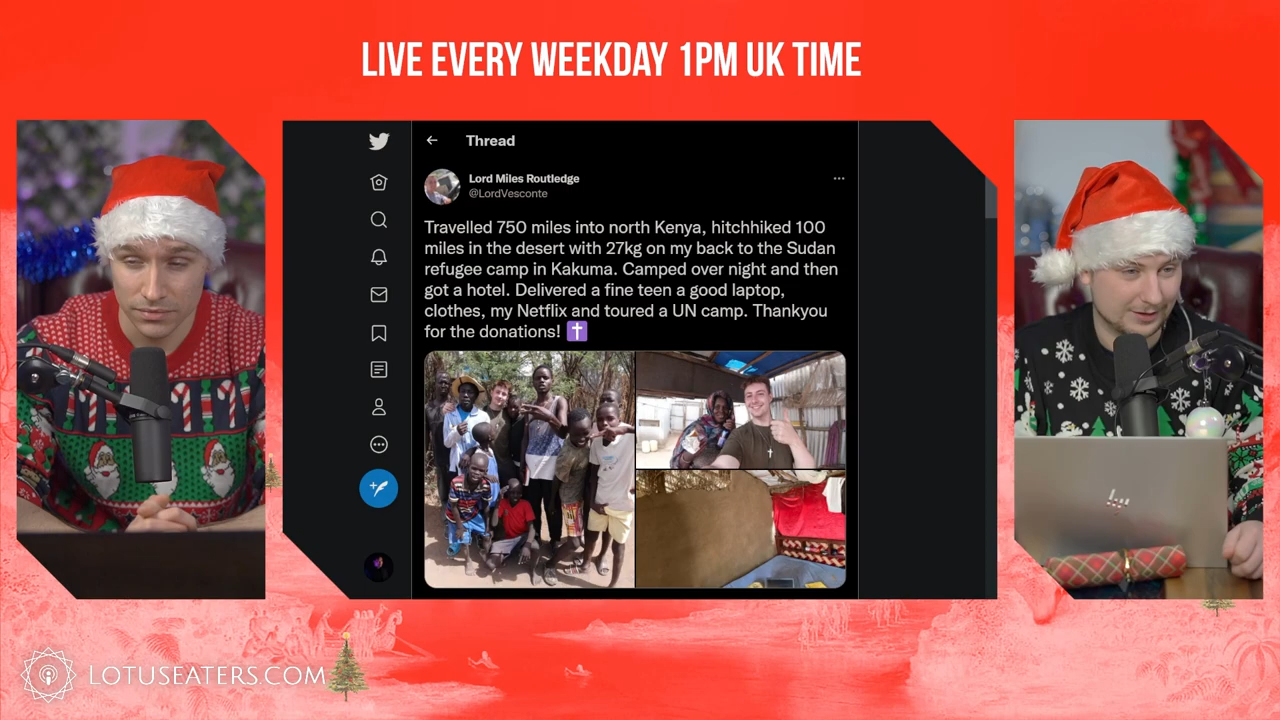 LIVE EVERY WEEKDAY 1PM UK TIME
Thread
Lord Miles Routledge
@LordVesconte
Travelled 750 miles into north Kenya, hitchhiked 100
miles in the desert with 27kg on my back to the Sudan
refugee camp in Kakuma. Camped over night and then
got a hotel. Delivered a fine teen a good laptop,
clothes, my Netflix and toured a UN camp. Thankyou
for the donations! ✝️
hp
LOTUSEATERS.COM